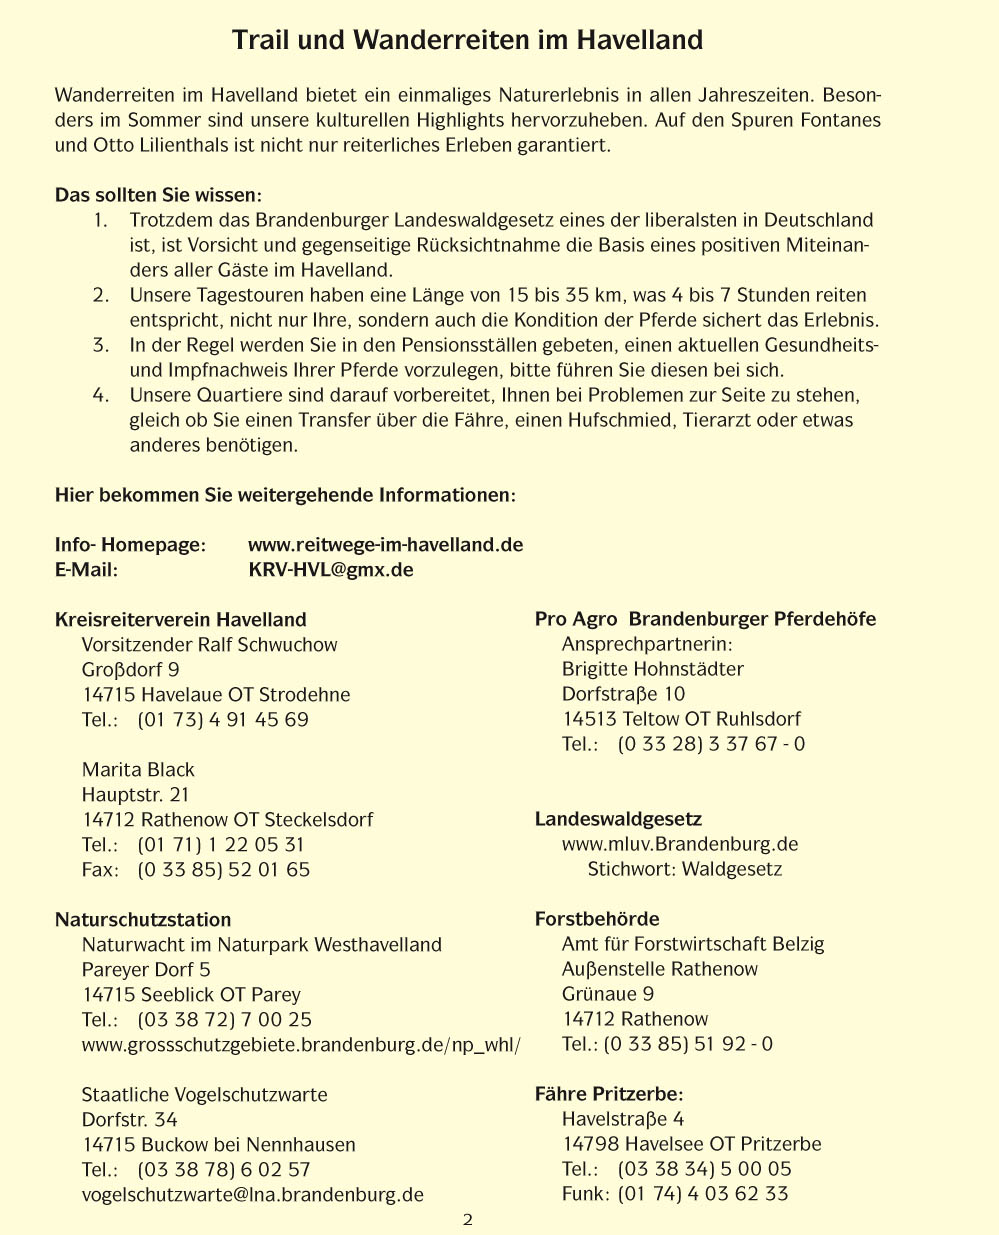 Trail und Wanderreiten im Havelland
Wanderreiten im Havelland bietet ein einmaliges Naturerlebnis in allen Jahreszeiten. Beson-
ders im Sommer sind unsere kulturellen Highlights hervorzuheben. Auf den Spuren Fontanes
und Otto Lilienthals ist nicht nur reiterliches Erleben garantiert.
Das sollten Sie wissen:
1. Trotzdem das Brandenburger Landeswaldgesetz eines der liberalsten in Deutschland
ist, ist Vorsicht und gegenseitige Rücksichtnahme die Basis eines positiven Miteinan-
ders aller Gäste im Havelland.
2. Unsere Tagestouren haben eine Länge von 15 bis 35 km, was 4 bis 7 Stunden reiten
entspricht, nicht nur Ihre, sondern auch die Kondition der Pferde sichert das Erlebnis.
3. In der Regel werden Sie in den Pensionsställen gebeten, einen aktuellen Gesundheits-
und Impfnachweis Ihrer Pferde vorzulegen, bitte führen Sie diesen bei sich.
4. Unsere Quartiere sind darauf vorbereitet, Ihnen bei Problemen zur Seite zu stehen,
gleich ob Sie einen Transfer über die Fähre, einen Hufschmied, Tierarzt oder etwas
anderes benötigen.
Hier bekommen Sie weitergehende Informationen:
Info- Homepage: www.reitwege-im-havelland.de
E-Mail: KRV-HVL@gmx.de
Kreisreiterverein Havelland
Vorsitzender Ralf Schwuchow
Großdorf 9
14715 Havelaue OT Strodehne
Tel.: (01 73) 4 91 45 69
Marita Black
Hauptstr. 21
14712 Rathenow OT Steckelsdorf
Tel.: (01 71) 1 22 05 31
Fax: (0 33 85) 52 01 65
Naturschutzstation
Naturwacht im Naturpark Westhavelland
Pareyer Dorf 5
14715 Seeblick OT Parey
Tel.: (03 38 72) 7 00 25
www.grossschutzgebiete.brandenburg.de/np_whl/
Staatliche Vogelschutzwarte
Dorfstr. 34
14715 Buckow bei Nennhausen
Tel.: (03 38 78) 6 02 57
vogelschutzwarte@lna.brandenburg.de
Pro Agro Brandenburger Pferdehöfe
Ansprechpartnerin:
Brigitte Hohnstädter
Dorfstraße 10
14513 Teltow OT Ruhlsdorf
Tel.: (0 33 28) 3 37 67 - 0
Landeswaldgesetz
www.mluv.Brandenburg.de
Stichwort: Waldgesetz
Forstbehörde
Amt für Forstwirtschaft Belzig
Außenstelle Rathenow
Grünaue 9
14712 Rathenow
Tel.: (0 33 85) 51 92 - 0
Fähre Pritzerbe:
Havelstraße 4
14798 Havelsee OT Pritzerbe
Tel.: (03 38 34) 5 00 05
Funk: (01 74) 4 03 62 33
2